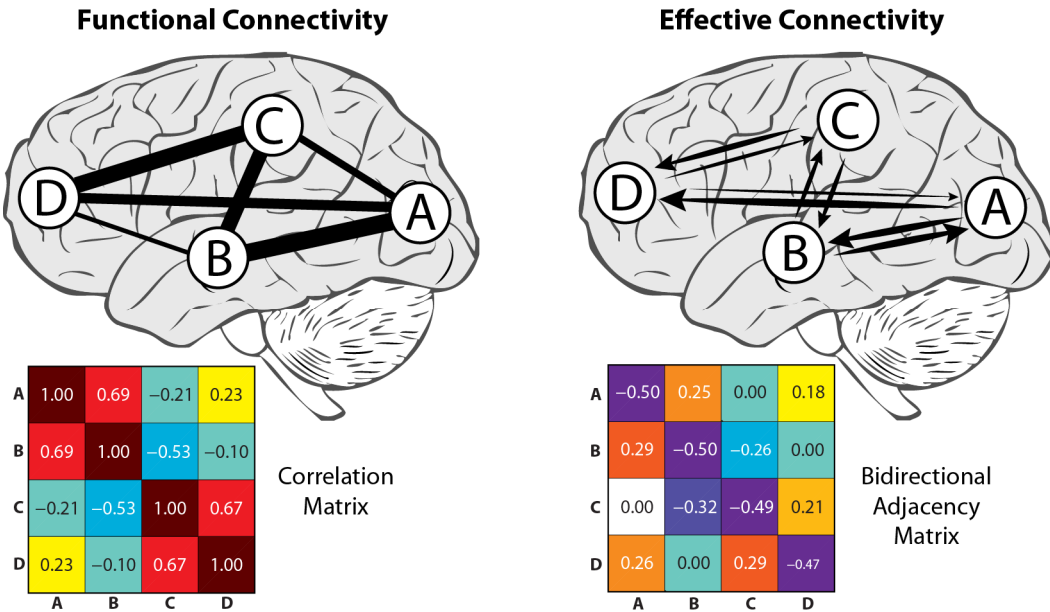 Functional Connectivity
C
D
A
B
A 1.00 0.69 −0.21 0.23
B 0.69 1.00 −0.53 −0.10
C −0.21 −0.53 1.00 0.67
D 0.23 −0.10 0.67 1.00
A B C D
Correlation
Matrix
Effective Connectivity
C
D
A
B
A −0.50 0.25 0.00 0.18
B 0.29 −0.50 −0.26 0.00
C 0.00 −0.32 −0.49 0.21
D 0.26 0.00 0.29 −0.47
A B C D
Bidirectional
Adjacency
Matrix